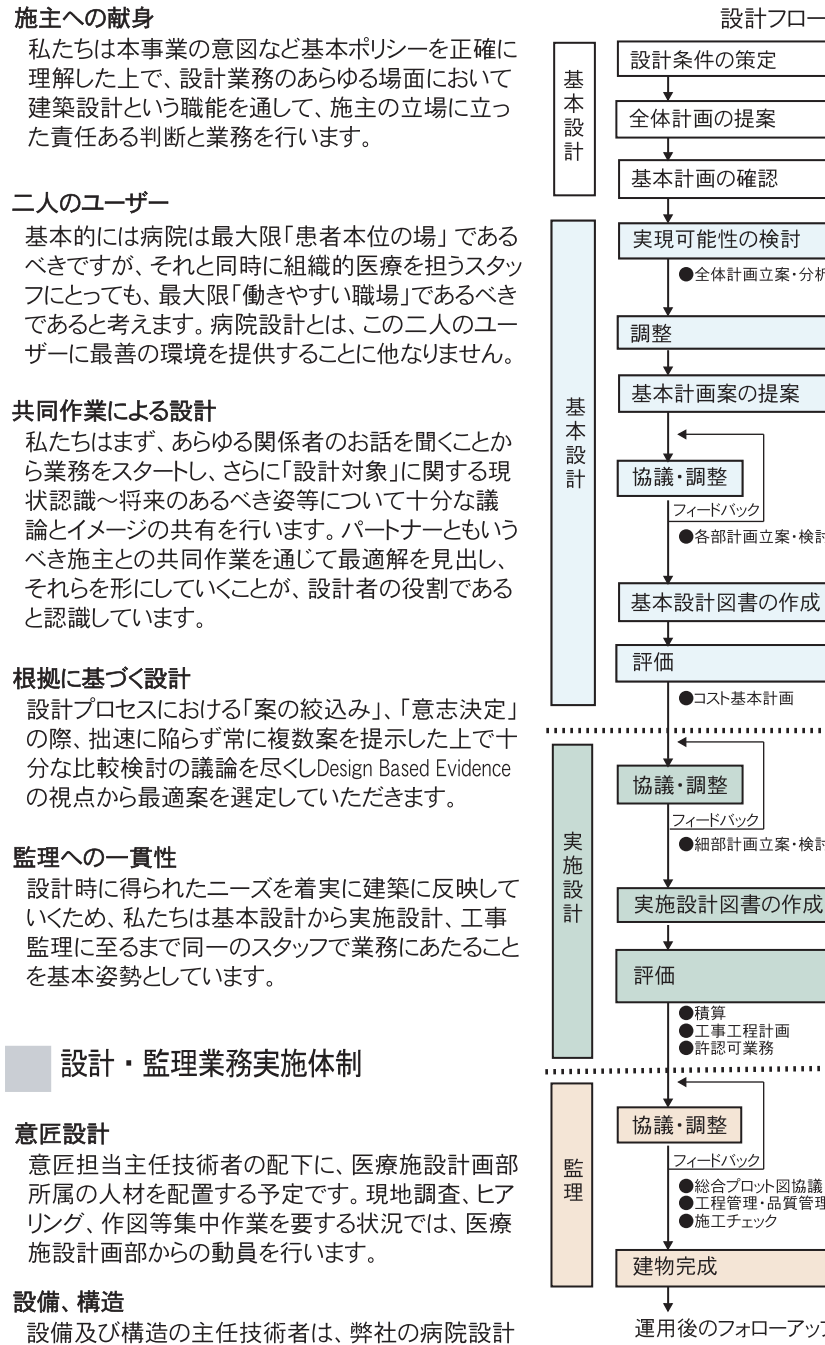 施主への献身
私たちは本事業の意図など基本ポリシーを正確に
理解した上で、設計業務のあらゆる場面において
建築設計という職能を通して、施主の立場に立っ
た責任ある判断と業務を行います。
二人のユーザー
基本的には病院は最大限「患者本位の場」である
べきですが、それと同時に組織的医療を担うスタッ
フにとっても、最大限「働きやすい職場」であるべき
であると考えます。病院設計とは、この二人のユー
ザーに最善の環境を提供することに他なりません。
共同作業による設計
私たちはまず、あらゆる関係者のお話を聞くことか
ら業務をスタートし、さらに「設計対象」に関する現
状認識～将来のあるべき姿等について十分な議
論とイメージの共有を行います。パートナーともいう
べき施主との共同作業を通じて最適解を見出し、
それらを形にしていくことが、設計者の役割である
と認識しています。
根拠に基づく設計
設計プロセスにおける「案の絞込み」、「意志決定」
の際、拙速に陥らず常に複数案を提示した上で十
分な比較検討の議論を尽くしDesign Based Evidence
の視点から最適案を選定していただきます。
監理への一貫性
設計時に得られたニーズを着実に建築に反映して
いくため、私たちは基本設計から実施設計、工事
監理に至るまで同一のスタッフで業務にあたること
を基本姿勢としています。
設計・監理業務実施体制
意匠設計
意匠担当主任技術者の配下に、医療施設計画部
所属の人材を配置する予定です。現地調査、ヒア
リング、作図等集中作業を要する状況では、医療
施設計画部からの動員を行います。
設備、構造
設備及び構造の主任技術者は、弊社の病院設計
設計フロー
基本設計
設計条件の策定
全体計画の提案
基本計画の確認
基本設計
実現可能性の検討
●全体計画立案・分析
調整
基本計画案の提案
協議・調整
フィードバック
●各部計画立案・検討
基本設計図書の作成
評価
●コスト基本計画
実施設計
協議・調整
フィードバック
●細部計画立案・検討
実施設計図書の作成
評価
●積算
●工事工程計画
●許認可業務
監理
協議・調整
フィードバック
●総合プロット図協議
●工程管理・品質管理
●施工チェック
建物完成
運用後のフォローアップ